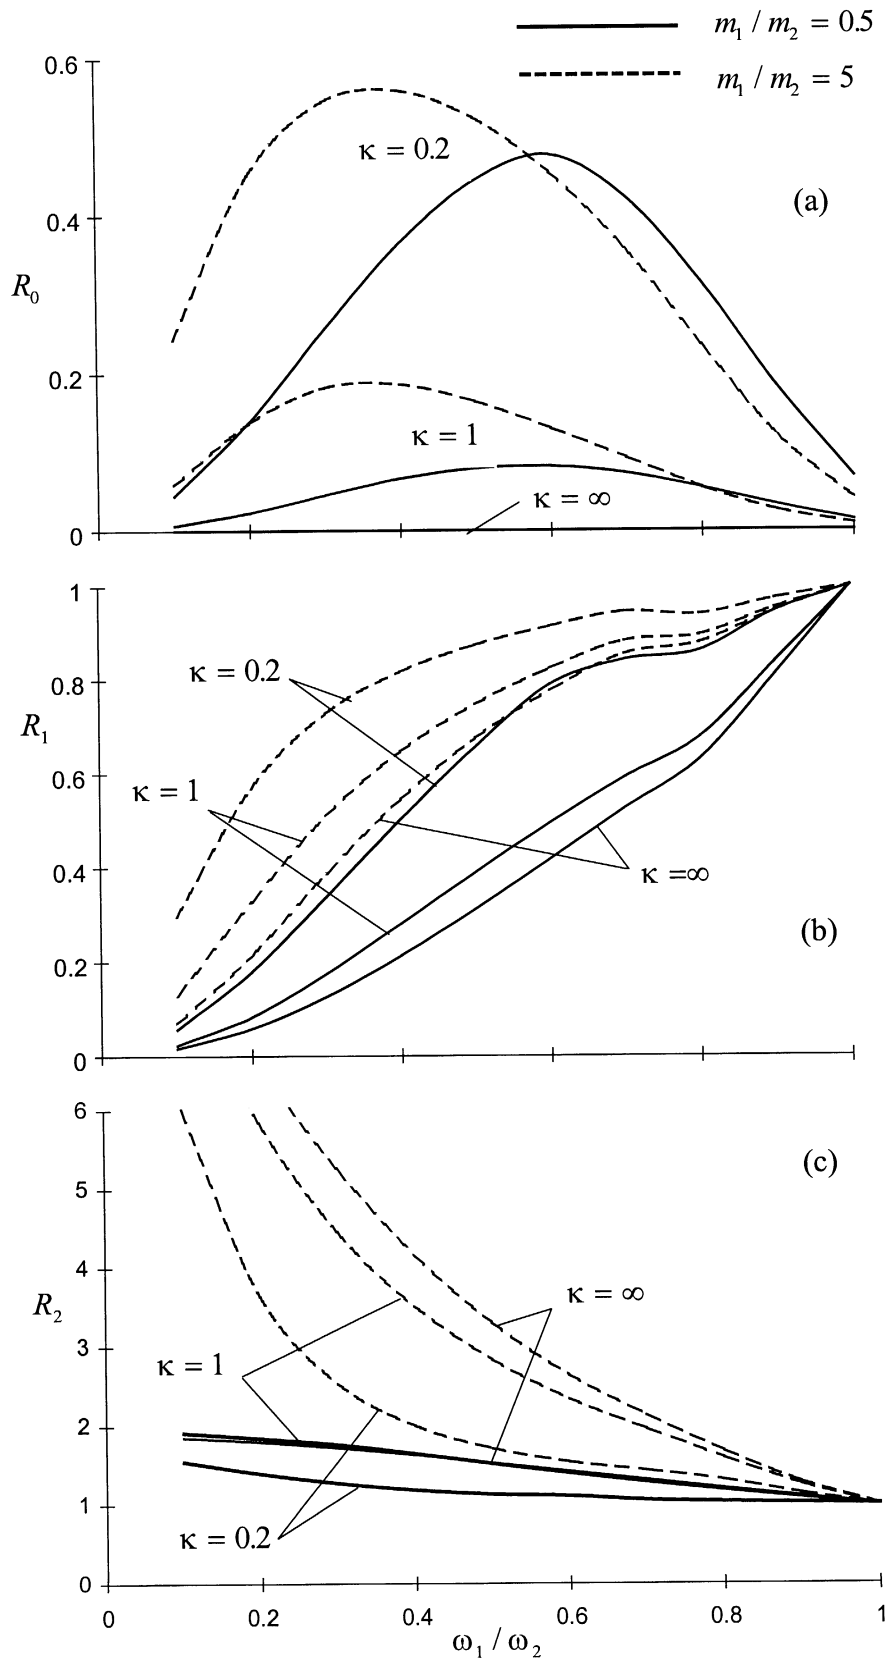 m₁ / m₂ = 0.5
m₁ / m₂ = 5
0.6
κ = 0.2
(a)
0.4
R₀
0.2
κ = 1
κ = ∞
0
1
κ = 0.2
0.8
R₁
0.6
κ = 1
0.4
κ = ∞
(b)
0.2
0
6
(c)
5
4
κ = ∞
R₂
3
κ = 1
2
1
κ = 0.2
0
0 0.2 0.4 0.6 0.8 1
ω₁ / ω₂